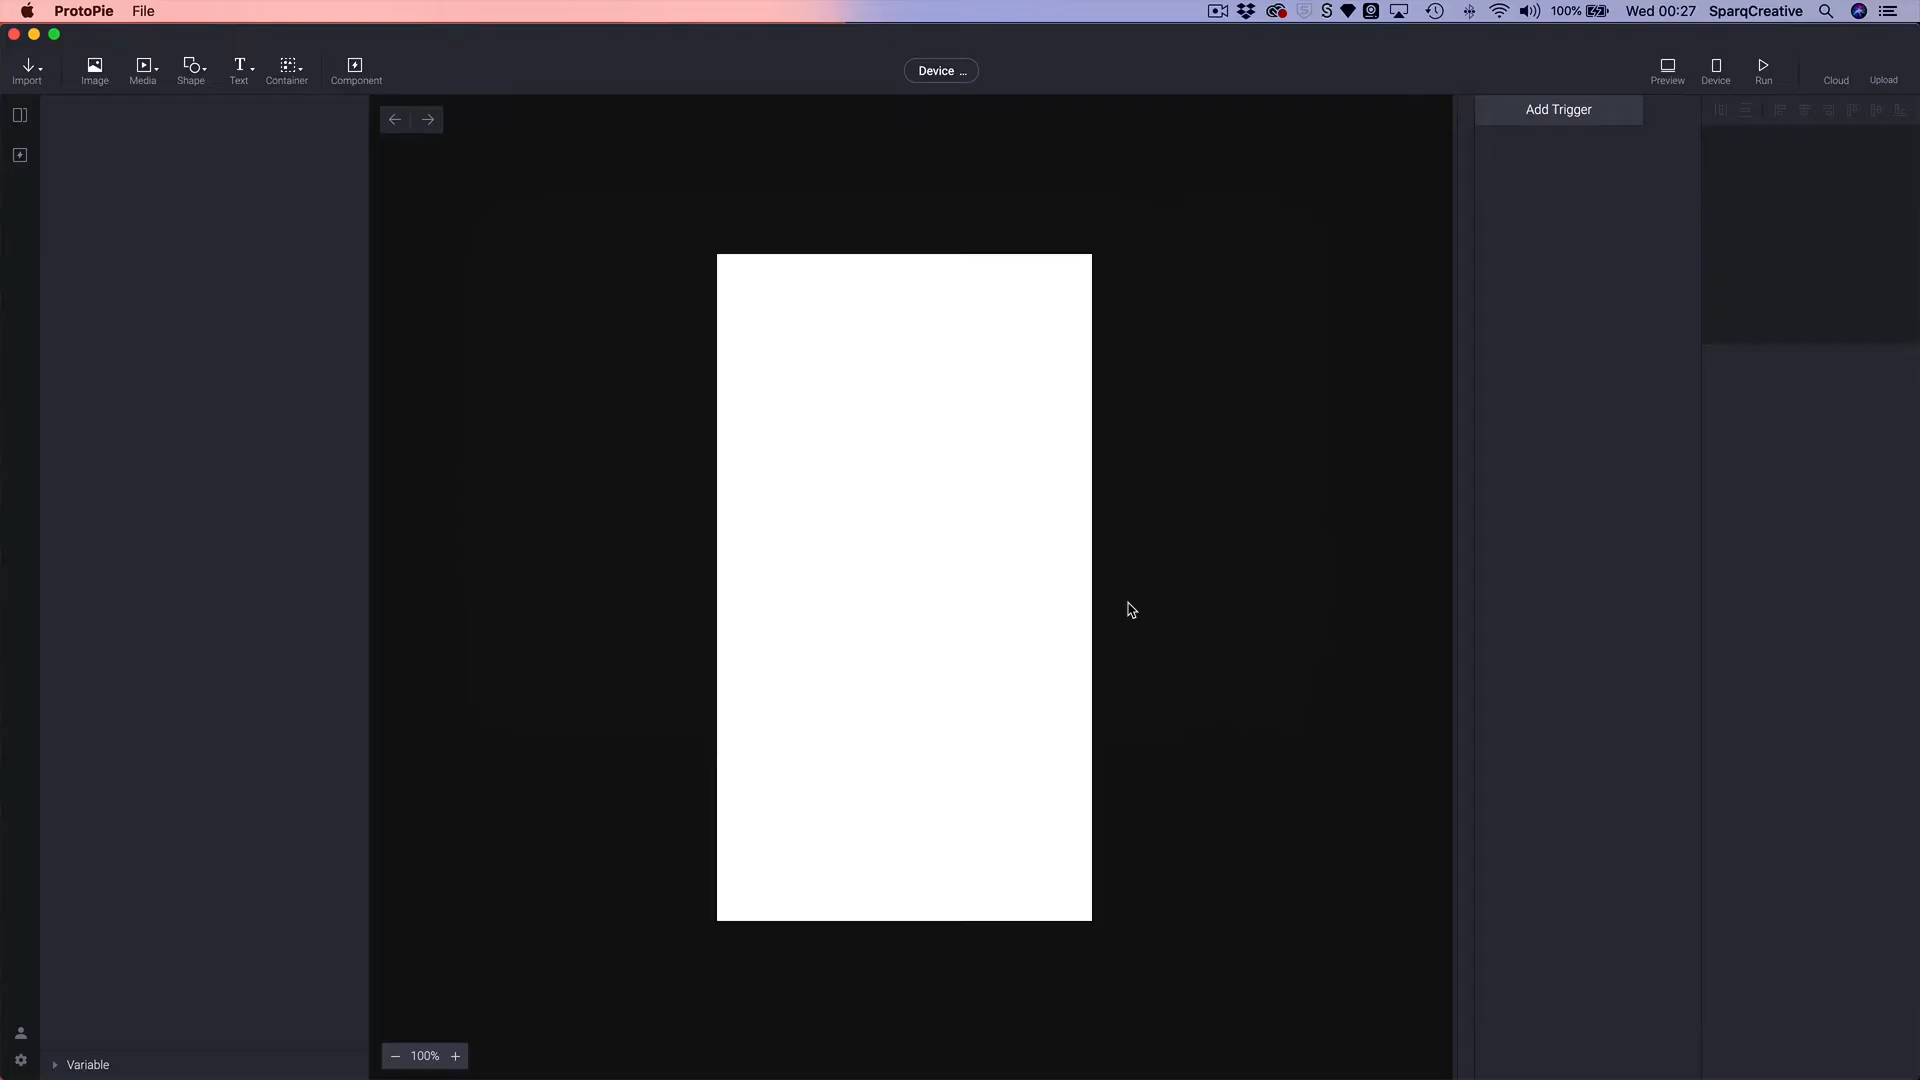 ProtoPie File
100% Wed 00:27 SparqCreative
Import Image Media Shape Text Container Component
Device ...
Preview Device Run Cloud Upload
Add Trigger
100%
Variable